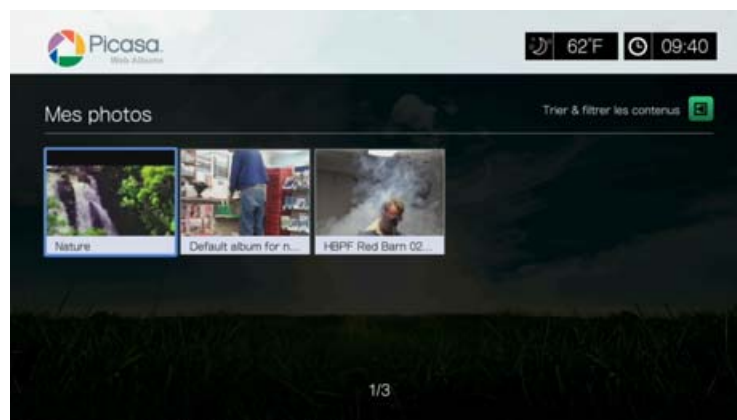 Picasa.
Web Albums
62°F
09:40
Mes photos
Trier & filtrer les contenus
Nature
Default album for n...
HBPF Red Barn 02...
1/3